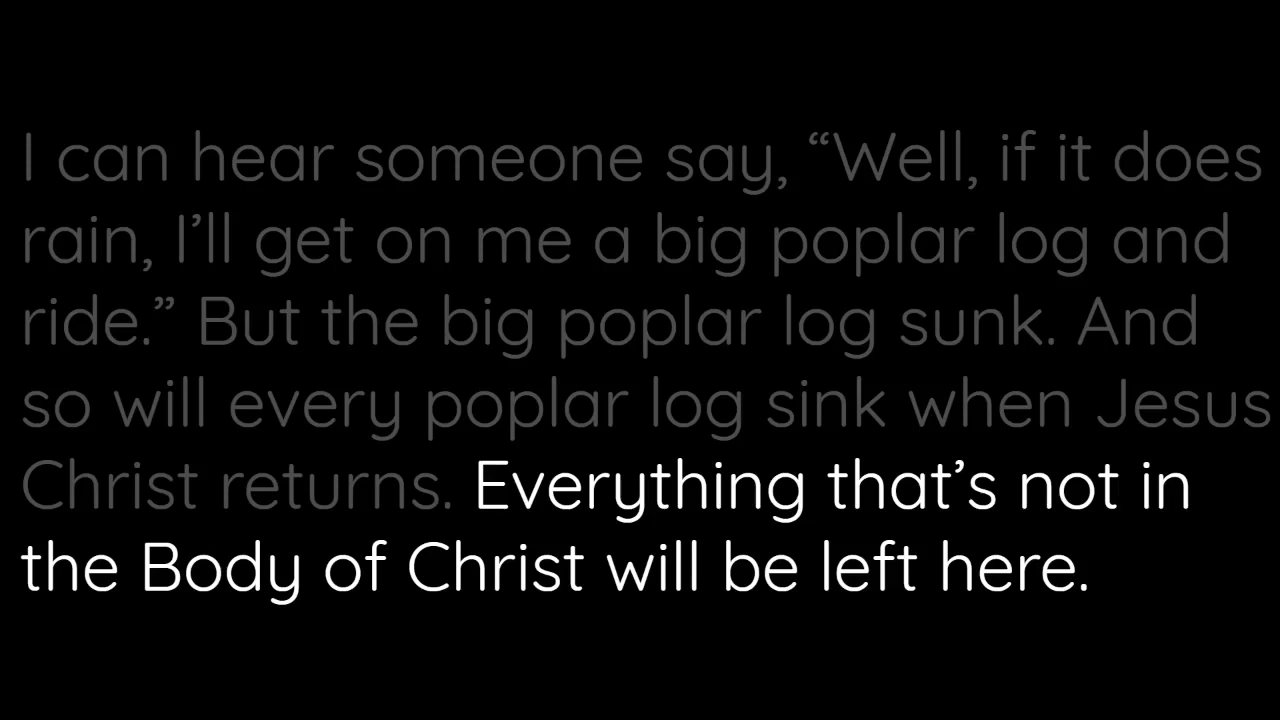 I can hear someone say, “Well, if it does
rain, I’ll get on me a big poplar log and
ride.” But the big poplar log sunk. And
so will every poplar log sink when Jesus
Christ returns. Everything that’s not in
the Body of Christ will be left here.